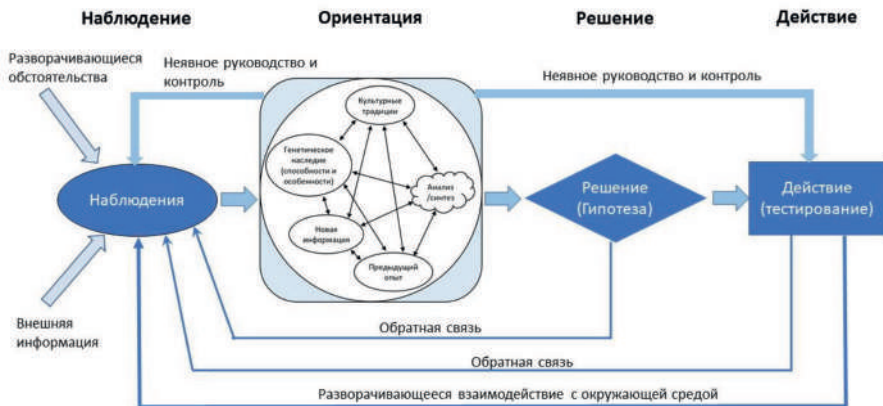 Наблюдение
Ориентация
Решение
Действие
Разворачивающиеся
обстоятельства
Неявное руководство и
контроль
Неявное руководство и контроль
Культурные
традиции
Генетическое
наследие
(способности и
особенности)
Анализ
/синтез
Новая
информация
Предыдущий
опыт
Наблюдения
Решение
(Гипотеза)
Действие
(тестирование)
Внешняя
информация
Обратная связь
Обратная связь
Разворачивающееся взаимодействие с окружающей средой